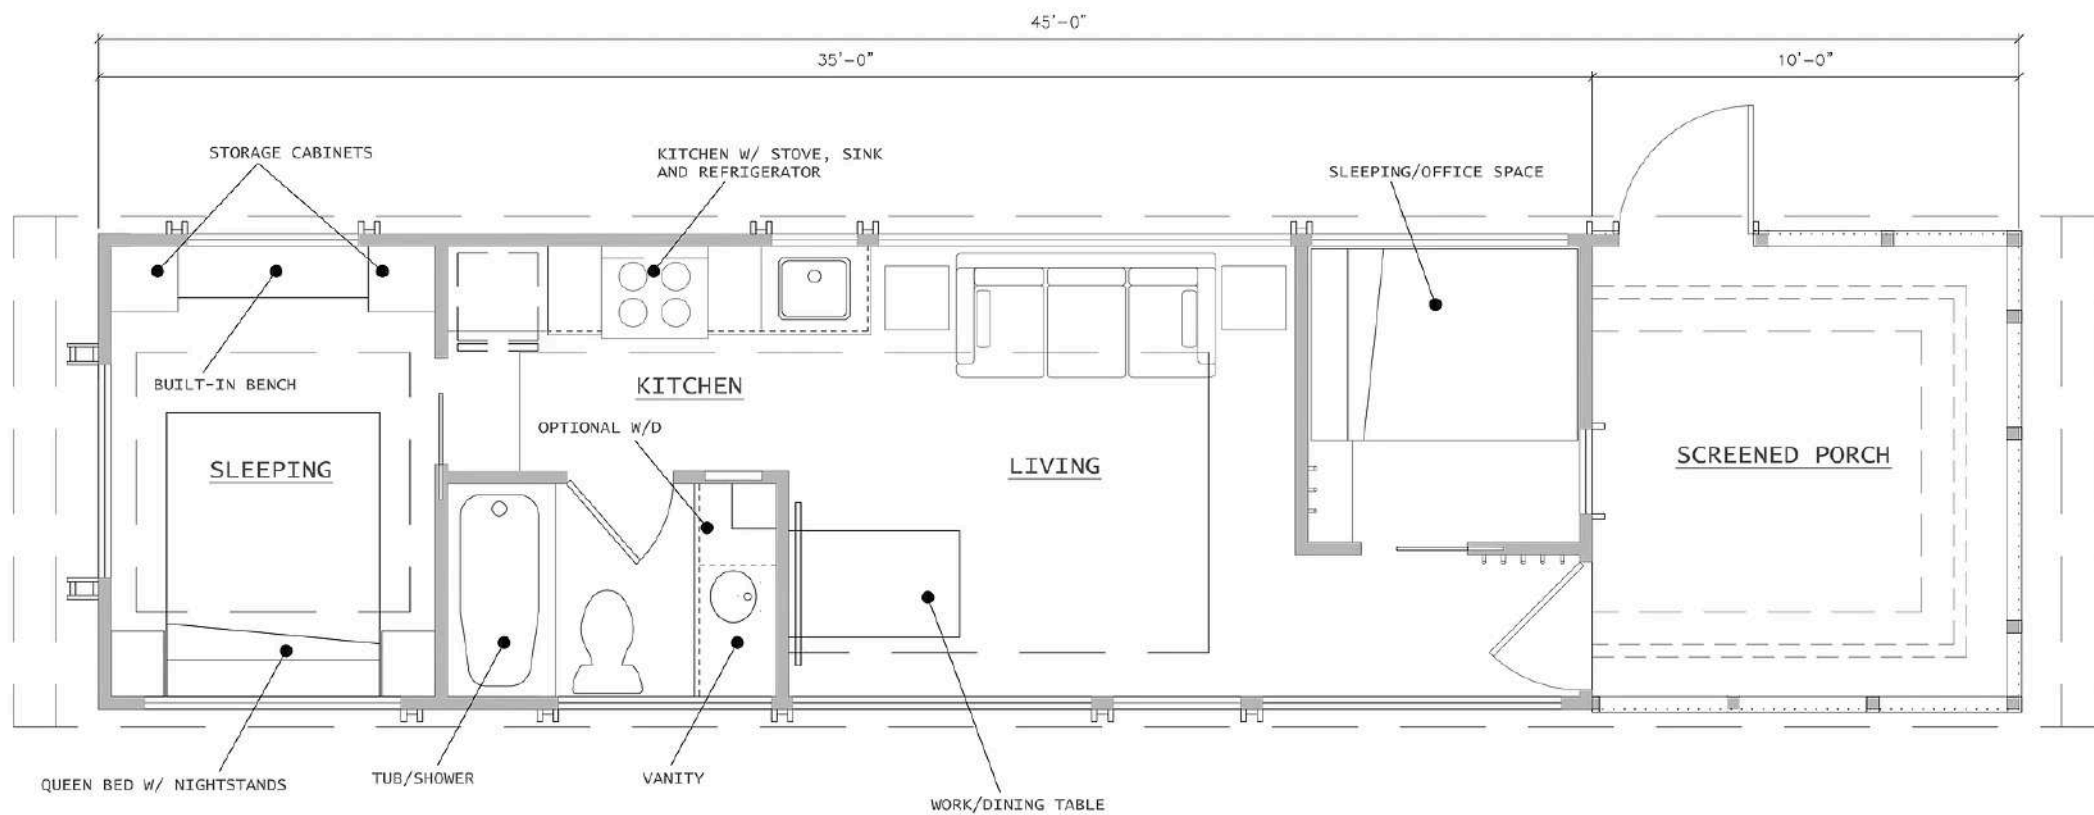 45'-0"
35'-0"
10'-0"
STORAGE CABINETS
KITCHEN W/ STOVE, SINK
AND REFRIGERATOR
SLEEPING/OFFICE SPACE
BUILT-IN BENCH
KITCHEN
OPTIONAL W/D
SLEEPING
LIVING
SCREENED PORCH
QUEEN BED W/ NIGHTSTANDS
TUB/SHOWER
VANITY
WORK/DINING TABLE